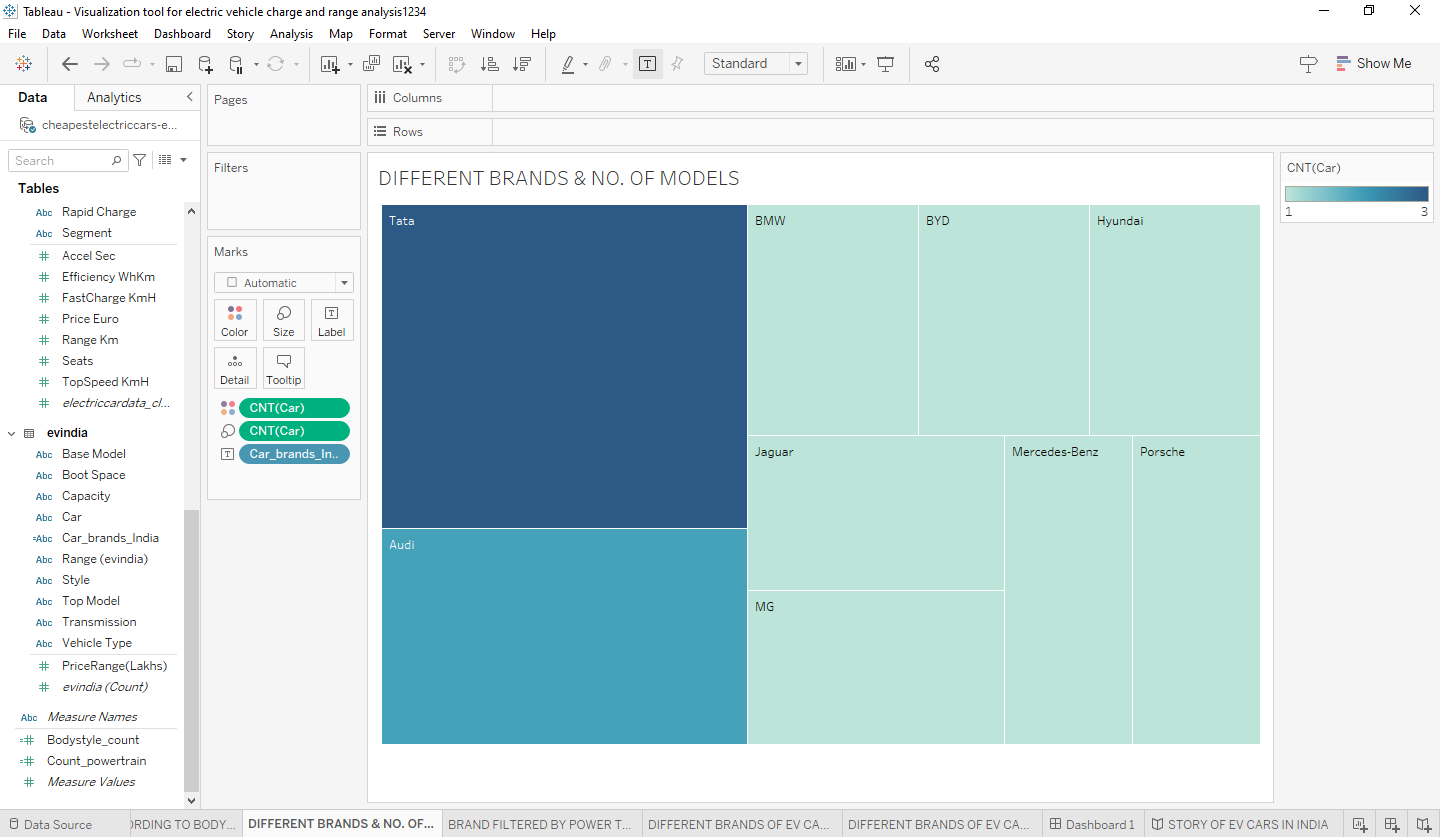 Tableau - Visualization tool for electric vehicle charge and range analysis1234
File Data Worksheet Dashboard Story Analysis Map Format Server Window Help
Standard
Show Me
Data Analytics
cheapestelectriccars-e...
Search
Tables
Abc Rapid Charge
Abc Segment
# Accel Sec
# Efficiency WhKm
# FastCharge KmH
# Price Euro
# Range Km
# Seats
# TopSpeed KmH
# electriccardata_cl...
evindia
Abc Base Model
Abc Boot Space
Abc Capacity
Abc Car
=Abc Car_brands_India
Abc Range (evindia)
Abc Style
Abc Top Model
Abc Transmission
Abc Vehicle Type
# PriceRange(Lakhs)
# evindia (Count)
Abc Measure Names
=# Bodystyle_count
=# Count_powertrain
# Measure Values
Pages
Filters
Marks
Automatic
Color Size Label
Detail Tooltip
CNT(Car)
CNT(Car)
Car_brands_In..
Columns
Rows
DIFFERENT BRANDS & NO. OF MODELS
Tata
BMW
BYD
Hyundai
Jaguar
Mercedes-Benz
Porsche
Audi
MG
CNT(Car)
1 3
Data Source
RDING TO BODY...
DIFFERENT BRANDS & NO. OF...
BRAND FILTERED BY POWER T...
DIFFERENT BRANDS OF EV CA...
DIFFERENT BRANDS OF EV CA...
Dashboard 1
STORY OF EV CARS IN INDIA